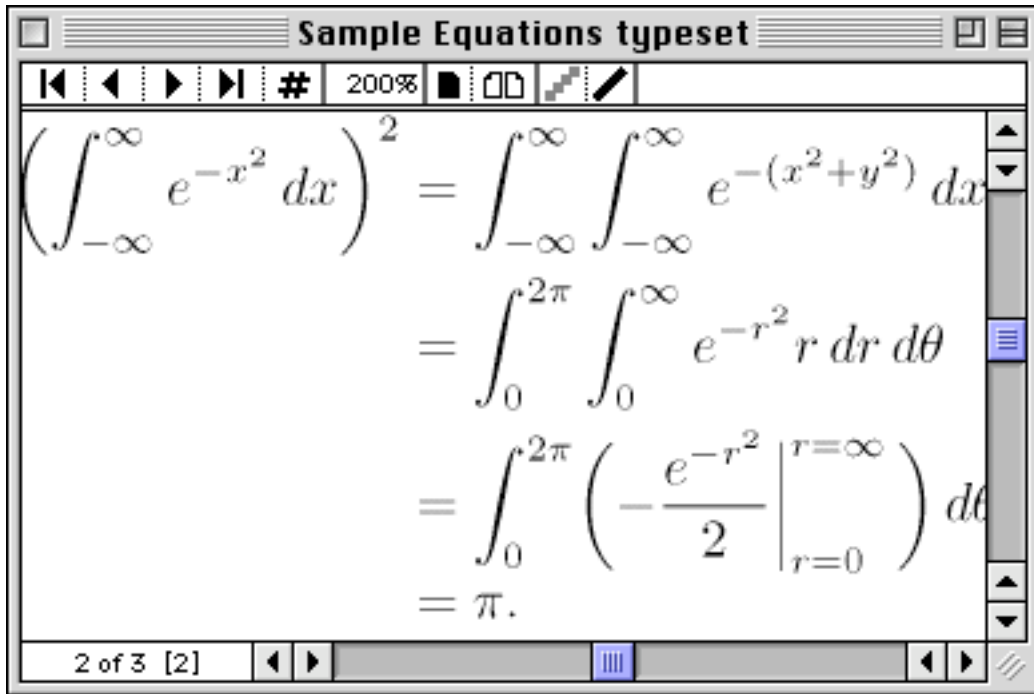 Sample Equations typeset
# 200%
(∫_{-∞}^{∞} e^{-x^2} dx)^2 = ∫_{-∞}^{∞} ∫_{-∞}^{∞} e^{-(x^2+y^2)} dx
= ∫_0^{2π} ∫_0^{∞} e^{-r^2} r dr dθ
= ∫_0^{2π} (-\frac{e^{-r^2}}{2} |_{r=0}^{r=∞}) dθ
= π.
2 of 3 [2]